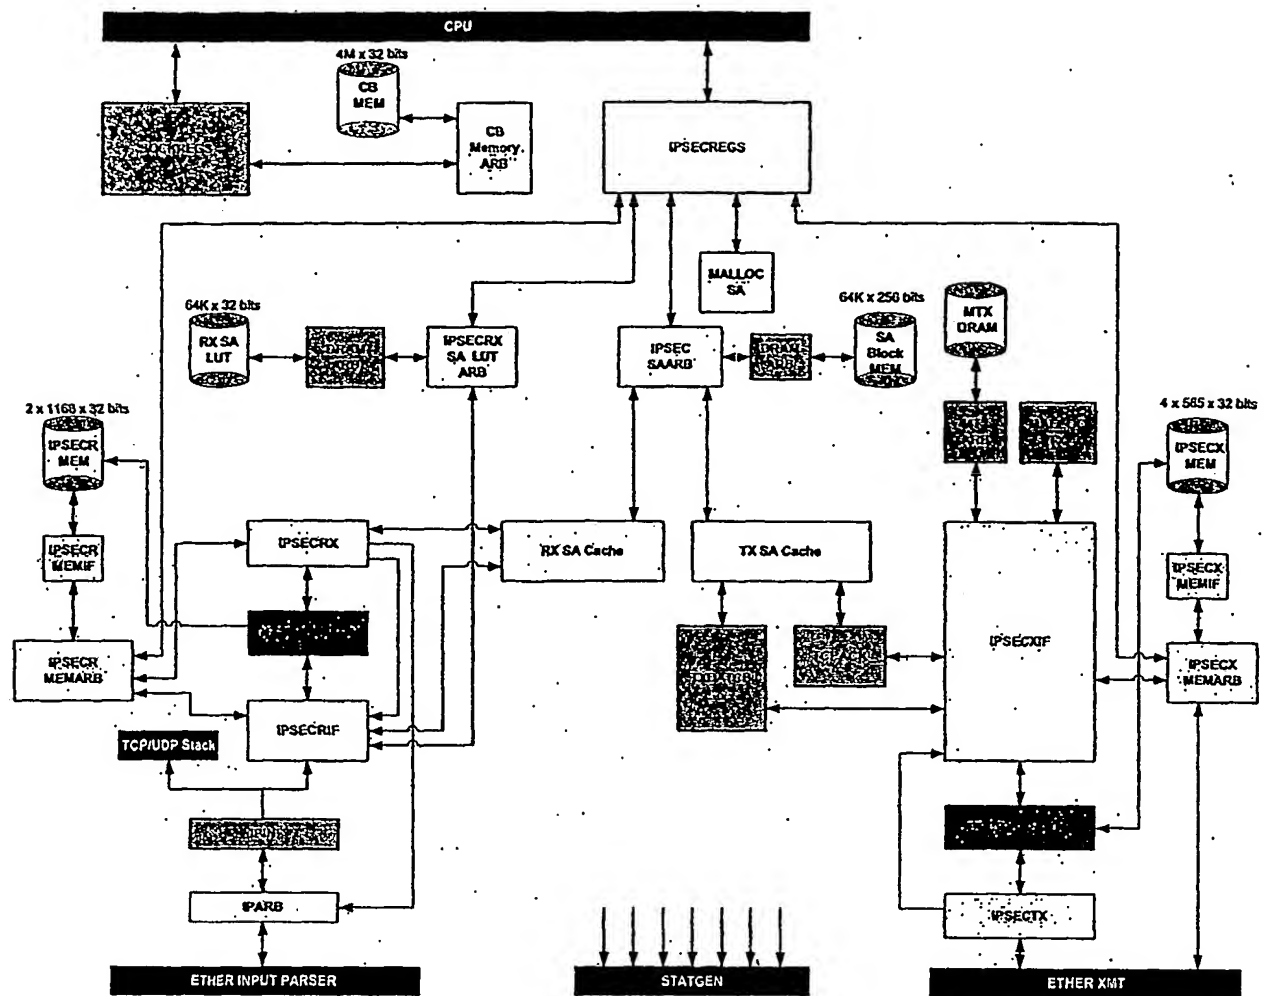 CPU
4M x 32 bits
CB
MEM
CB
Memory
ARB
IPSECREGS
MALLOC
SA
64K x 32 bits
RX SA
LUT
IPSECRX
SA LUT
ARB
IPSEC
SAARB
64K x 256 bits
SA
Block
MEM
MTX
DRAM
2 x 1168 x 32 bits
IPSECR
MEM
4 x 585 x 32 bits
IPSECX
MEM
IPSECR
MEMIF
IPSECRX
RX SA Cache
TX SA Cache
IPSECXIF
IPSECX
MEMIF
IPSECR
MEMARB
IPSECX
MEMARB
IPSECRIF
TCP/UDP Stack
IPARB
IPSECTX
ETHER INPUT PARSER
STATGEN
ETHER XMT